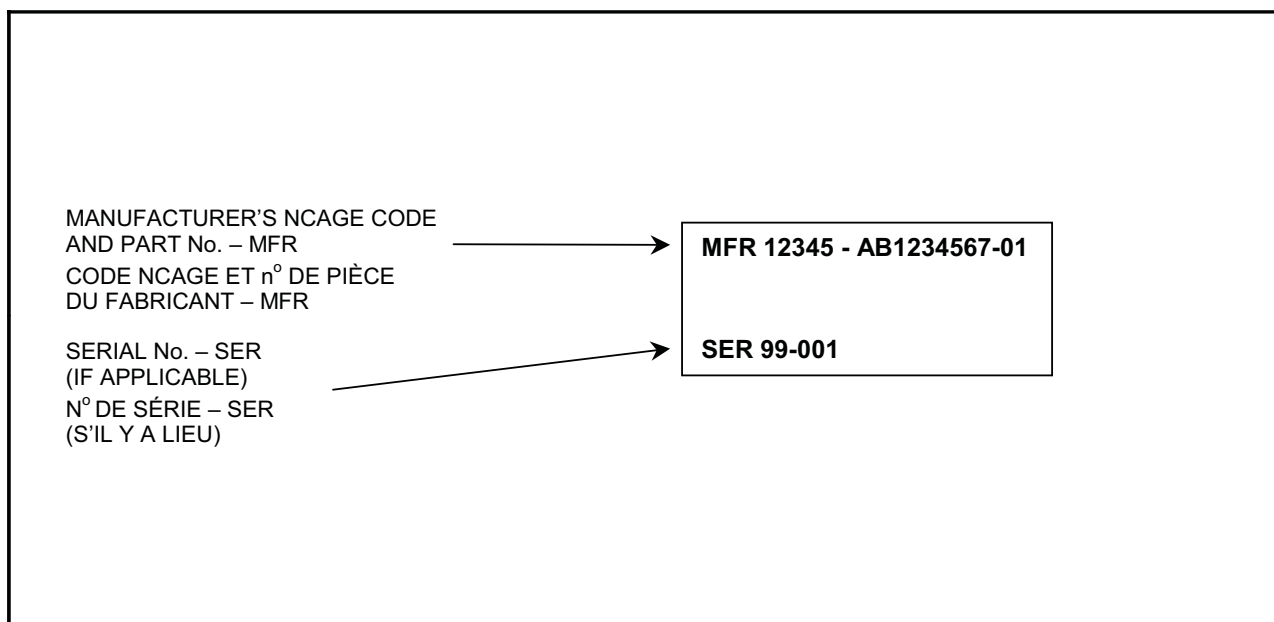 MANUFACTURER’S NCAGE CODE
AND PART No. – MFR
CODE NCAGE ET nº DE PIÈCE
DU FABRICANT – MFR
SERIAL No. – SER
(IF APPLICABLE)
Nº DE SÉRIE – SER
(S’IL Y A LIEU)
MFR 12345 - AB1234567-01
SER 99-001